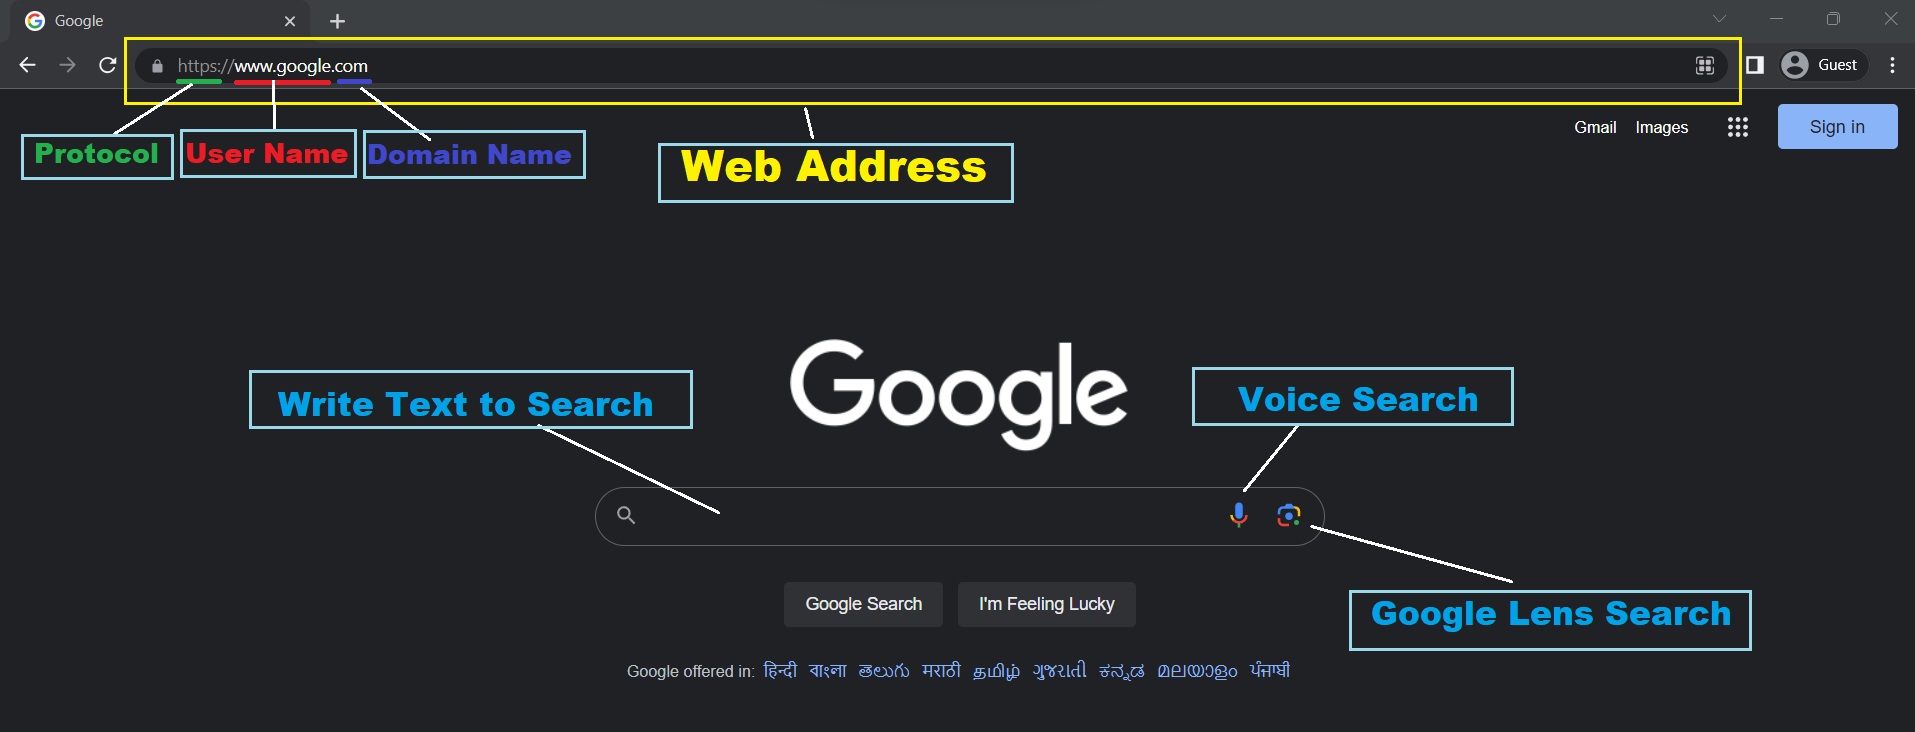 Google
https://www.google.com
Guest
Protocol
User Name
Domain Name
Web Address
Gmail Images
Sign in
Google
Write Text to Search
Voice Search
Google Search
I'm Feeling Lucky
Google Lens Search
Google offered in: हिन्दी বাংলা తెలుగు मराठी தமிழ் ગુજરાતી ಕನ್ನಡ മലയാളം ਪੰਜਾਬੀ